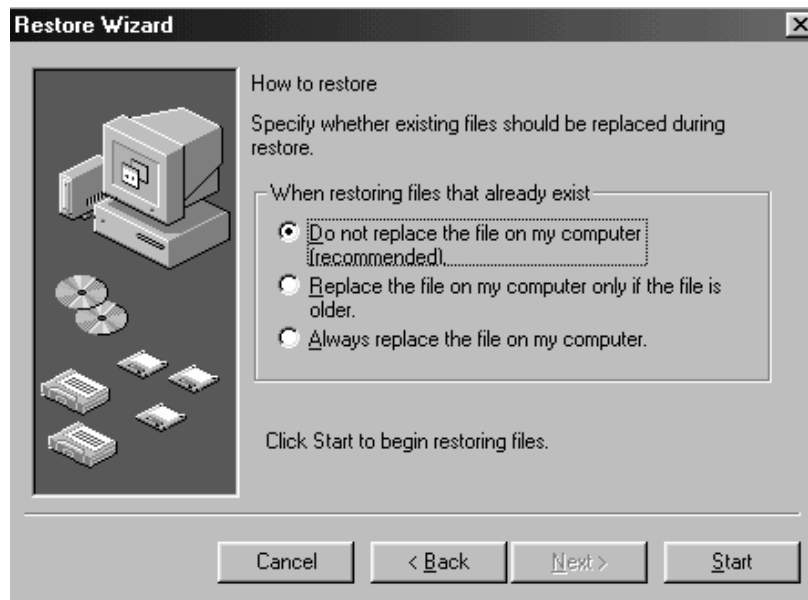 Restore Wizard
How to restore
Specify whether existing files should be replaced during
restore.
When restoring files that already exist
Do not replace the file on my computer
(recommended).
Replace the file on my computer only if the file is
older.
Always replace the file on my computer.
Click Start to begin restoring files.
Cancel
< Back
Next >
Start